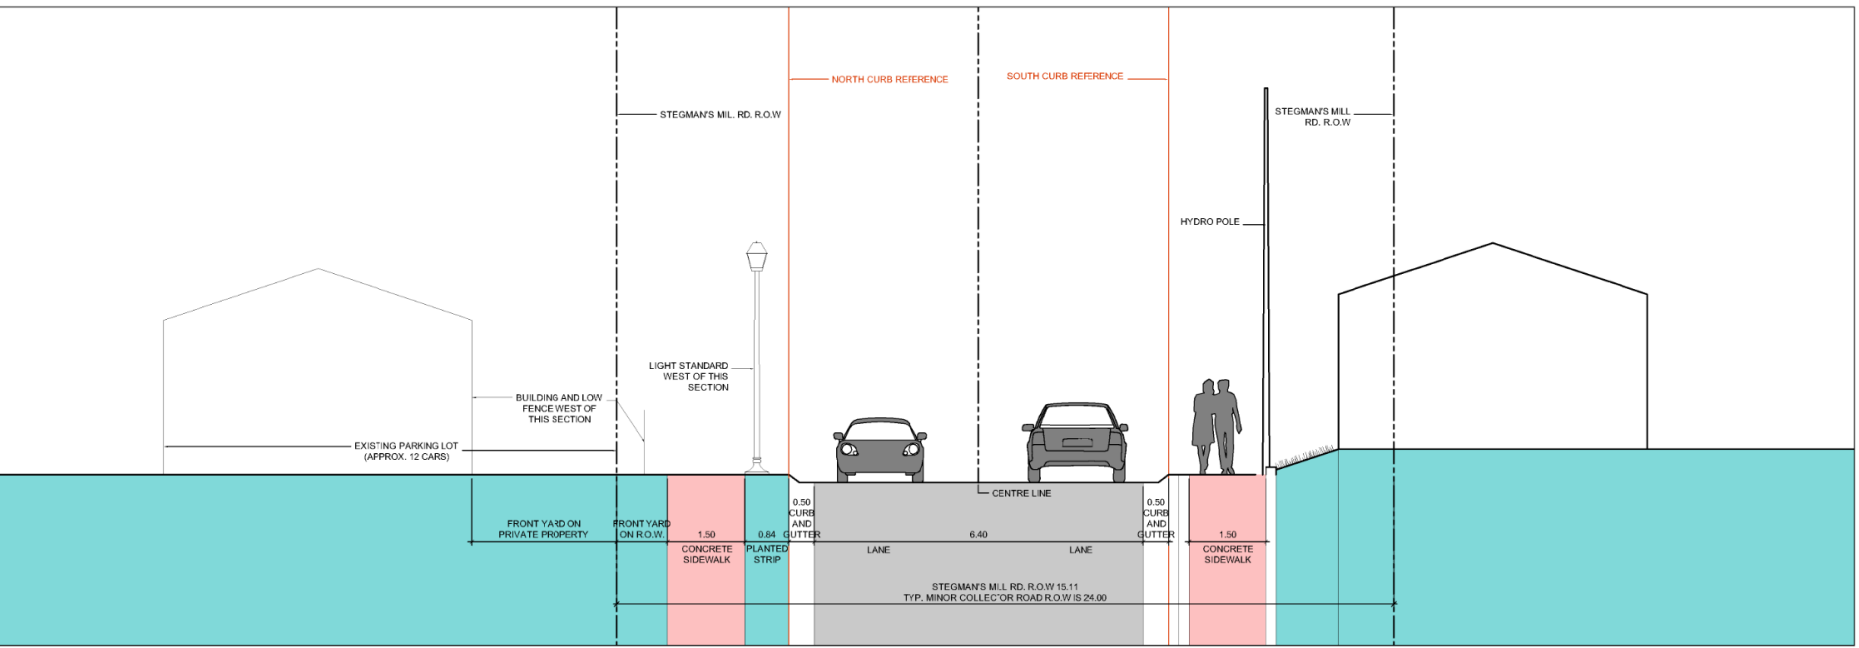 NORTH CURB REFERENCE
SOUTH CURB REFERENCE
STEGMAN'S MIL. RD. R.O.W
STEGMAN'S MILL
RD. R.O.W
HYDRO POLE
LIGHT STANDARD
WEST OF THIS
SECTION
BUILDING AND LOW
FENCE WEST OF
THIS SECTION
EXISTING PARKING LOT
(APPROX. 12 CARS)
CENTRE LINE
FRONT YARD ON
PRIVATE PROPERTY
FRONT YARD
ON R.O.W.
1.50
CONCRETE
SIDEWALK
0.84
PLANTED
STRIP
0.50
CURB
AND
GUTTER
6.40
LANE
LANE
0.50
CURB
AND
GUTTER
1.50
CONCRETE
SIDEWALK
STEGMAN'S MILL RD. R.O.W 15.11
TYP. MINOR COLLECTOR ROAD R.O.W IS 24.00